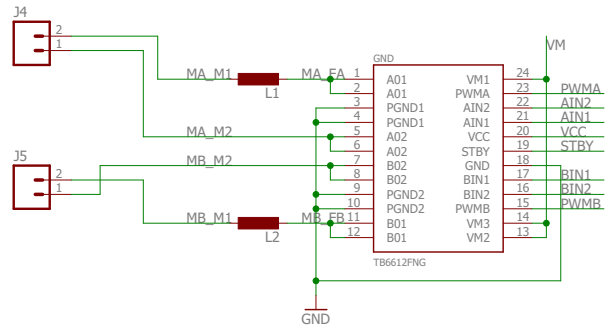 J4
2
1
MA_M1
L1
MA_FA
MA_M2
J5
MB_M2
2
1
MB_M1
L2
MB_FB
GND
1 A01 VM1 24
2 A01 PWMA 23 PWMA
3 PGND1 AIN2 22 AIN2
4 PGND1 AIN1 21 AIN1
5 A02 VCC 20 VCC
6 A02 STBY 19 STBY
7 B02 GND 18
8 B02 BIN1 17 BIN1
9 PGND2 BIN2 16 BIN2
10 PGND2 PWMB 15 PWMB
11 B01 VM3 14
12 B01 VM2 13
TB6612FNG
VM
GND